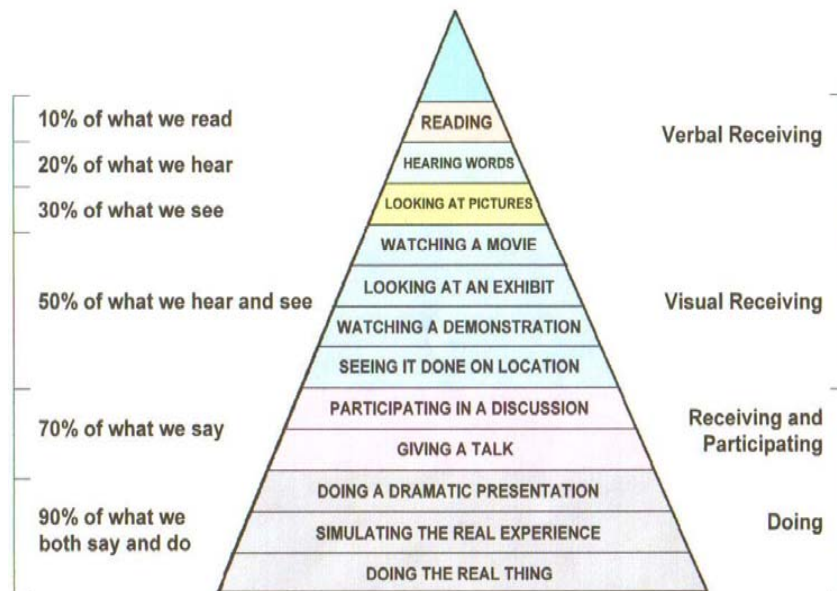 10% of what we read
READING
Verbal Receiving
20% of what we hear
HEARING WORDS
30% of what we see
LOOKING AT PICTURES
WATCHING A MOVIE
50% of what we hear and see
LOOKING AT AN EXHIBIT
Visual Receiving
WATCHING A DEMONSTRATION
SEEING IT DONE ON LOCATION
70% of what we say
PARTICIPATING IN A DISCUSSION
Receiving and
Participating
GIVING A TALK
90% of what we
both say and do
DOING A DRAMATIC PRESENTATION
Doing
SIMULATING THE REAL EXPERIENCE
DOING THE REAL THING